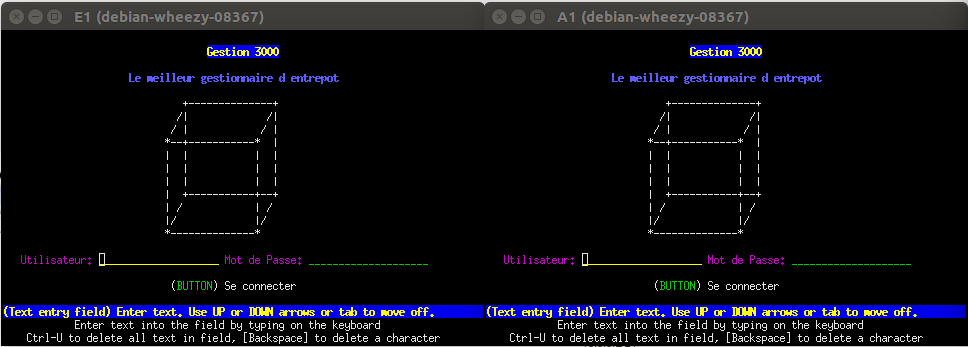 E1 (debian-wheezy-08367)
Gestion 3000
Le meilleur gestionnaire d entrepot
Utilisateur: ____________________ Mot de Passe: ____________________
(BUTTON) Se connecter
(Text entry field) Enter text. Use UP or DOWN arrows or tab to move off.
Enter text into the field by typing on the keyboard
Ctrl-U to delete all text in field, [Backspace] to delete a character
A1 (debian-wheezy-08367)
Gestion 3000
Le meilleur gestionnaire d entrepot
Utilisateur: ____________________ Mot de Passe: ____________________
(BUTTON) Se connecter
(Text entry field) Enter text. Use UP or DOWN arrows or tab to move off.
Enter text into the field by typing on the keyboard
Ctrl-U to delete all text in field, [Backspace] to delete a character